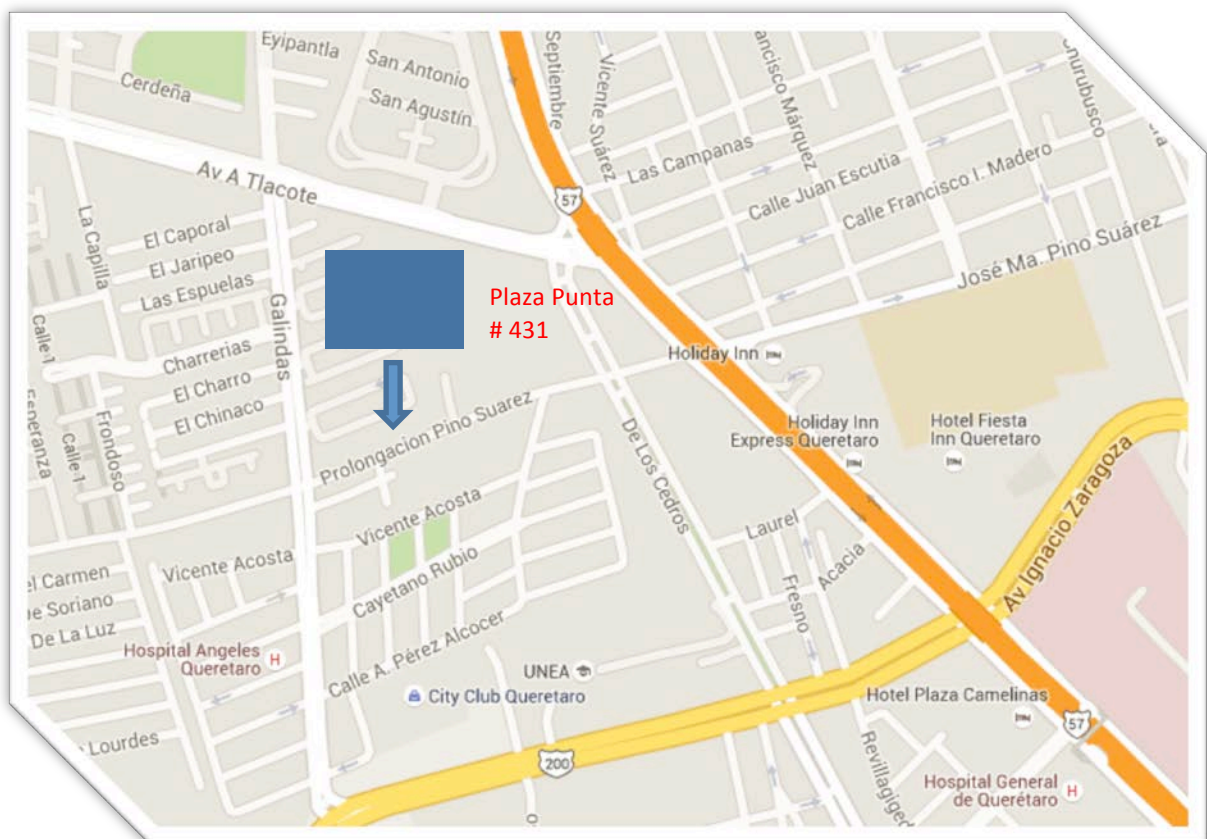 Eyipantla
San Antonio
San Agustín
Cerdeña
Septiembre
Vicente Suárez
Francisco Márquez
Churubusco
57
Las Campanas
Calle Juan Escutia
Calle Francisco I. Madero
José Ma. Pino Suárez
Av A Tlacote
La Capilla
El Caporal
El Jaripeo
Las Espuelas
Galindas
Charrerias
El Charro
El Chinaco
Calle 1
Calle 1
Esperanza
Frondoso
Plaza Punta
# 431
Holiday Inn
Holiday Inn
Express Queretaro
Hotel Fiesta
Inn Queretaro
Prolongacion Pino Suarez
De Los Cedros
Av Ignacio Zaragoza
Vicente Acosta
Vicente Acosta
Laurel
Acacia
Fresno
Cayetano Rubio
el Carmen
De Soriano
De La Luz
Hospital Angeles
Queretaro
H
Calle A. Pérez Alcocer
UNEA
City Club Queretaro
Hotel Plaza Camelinas
57
Lourdes
200
Revillagiged
Hospital General
de Querétaro
H